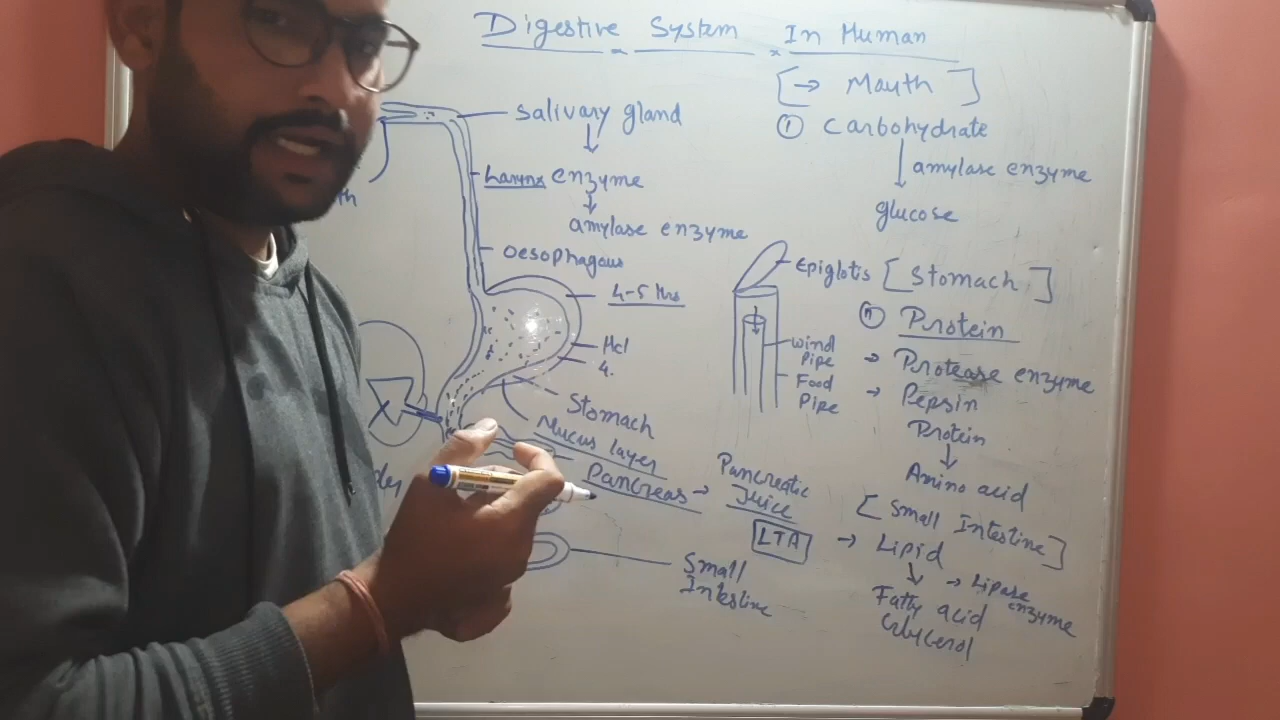 Digestive System In Human
[→ Mouth ]
Salivary gland
↓
Larynx enzyme
↓
amylase enzyme
Oesophagous
4-5 Hrs
Hcl
4.
Stomach
Mucus layer
Pancreas → Pancreatic Juice
LTA
Small
Intestine
① Carbohydrate
↓ amylase enzyme
glucose
Epiglotis
wind
Pipe
Food
Pipe
[ Stomach ]
② Protein
→ Protease enzyme
→ Pepsin
Protein
↓
Amino acid
[ Small Intestine ]
→ Lipid
↓ → Lipase enzyme
Fatty acid